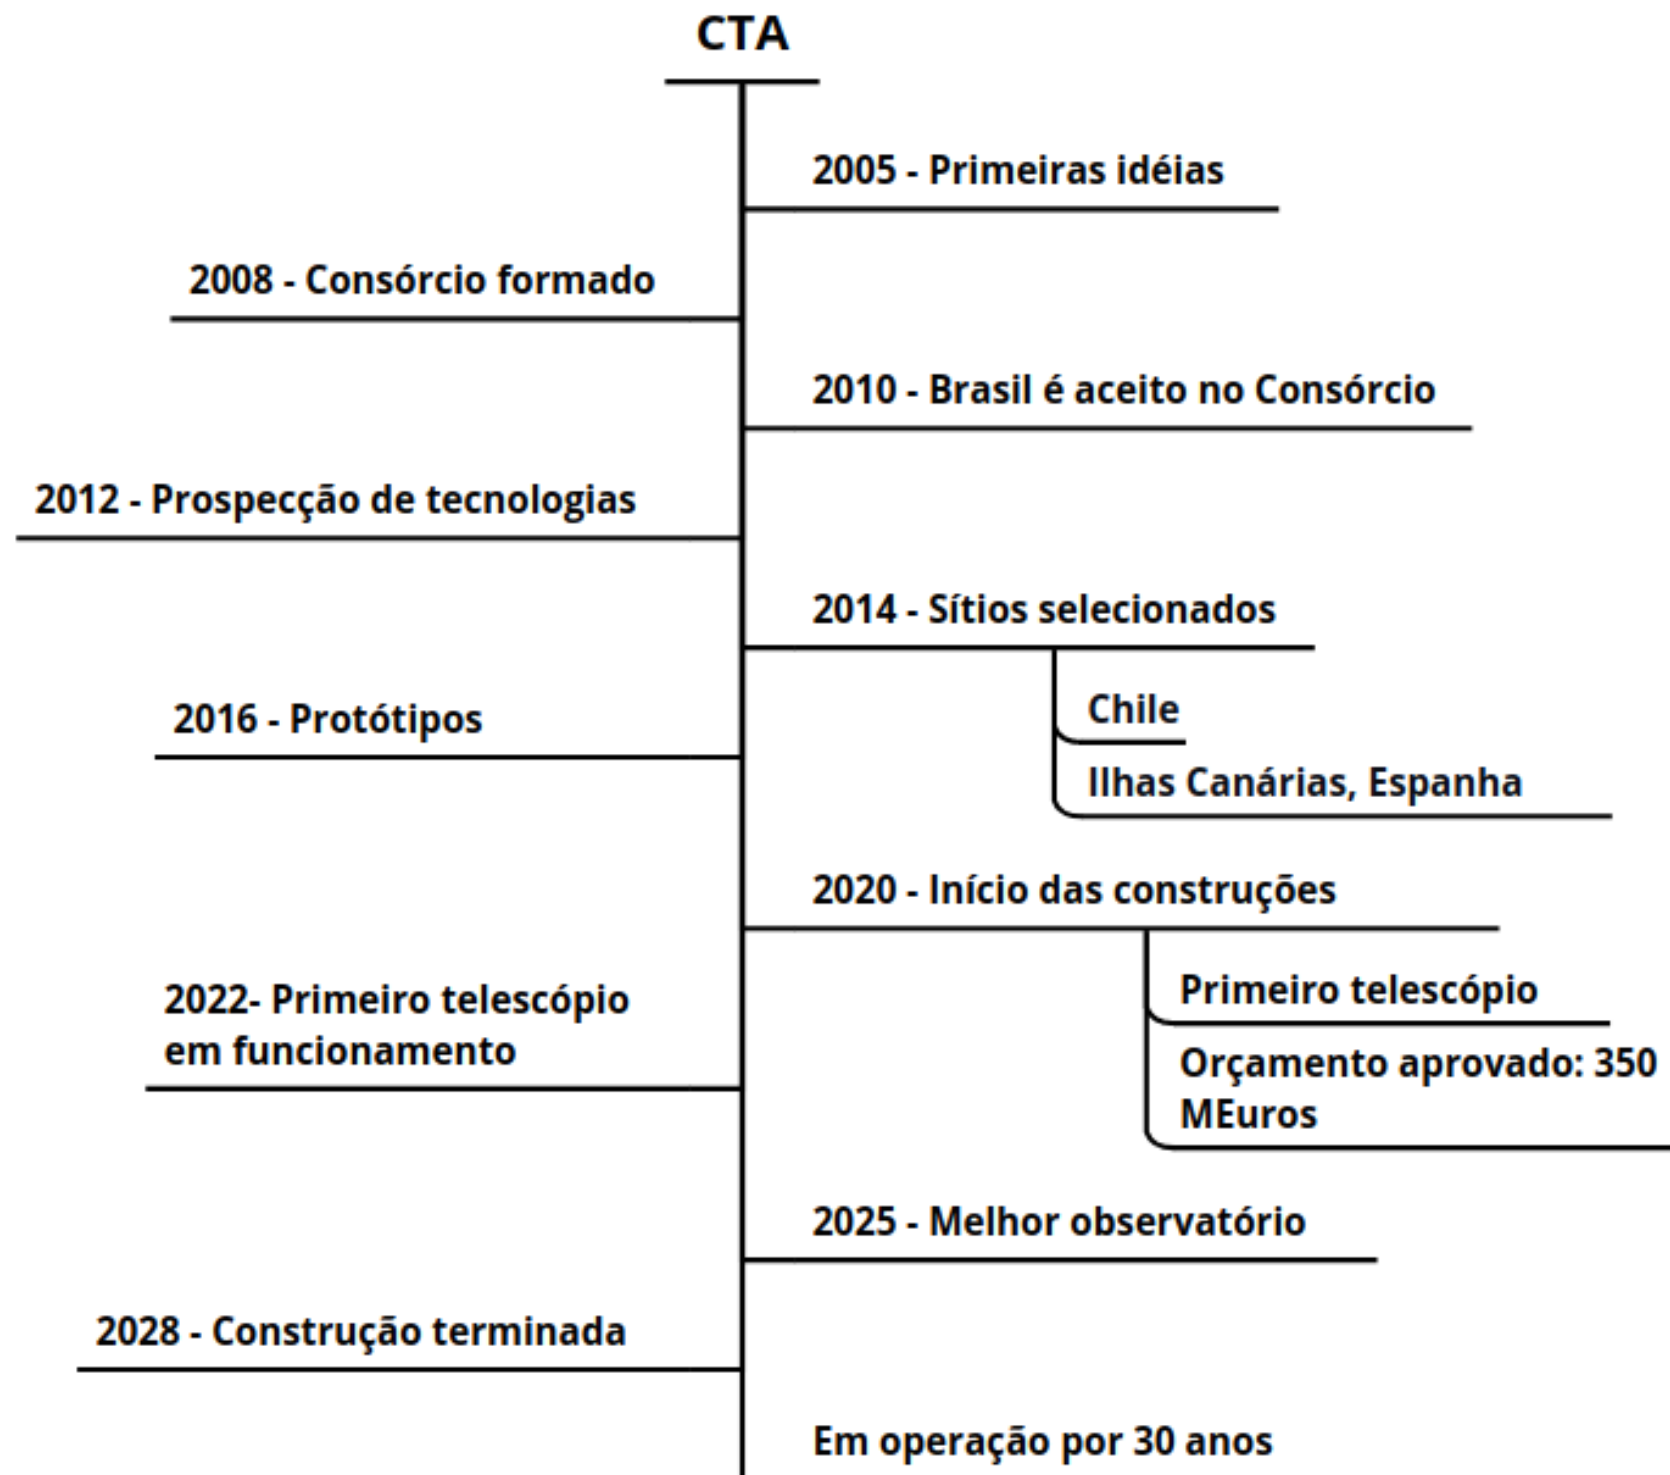 CTA
2005 - Primeiras idéias
2008 - Consórcio formado
2010 - Brasil é aceito no Consórcio
2012 - Prospecção de tecnologias
2014 - Sítios selecionados
Chile
Ilhas Canárias, Espanha
2016 - Protótipos
2020 - Início das construções
Primeiro telescópio
Orçamento aprovado: 350
MEuros
2022- Primeiro telescópio
em funcionamento
2025 - Melhor observatório
2028 - Construção terminada
Em operação por 30 anos